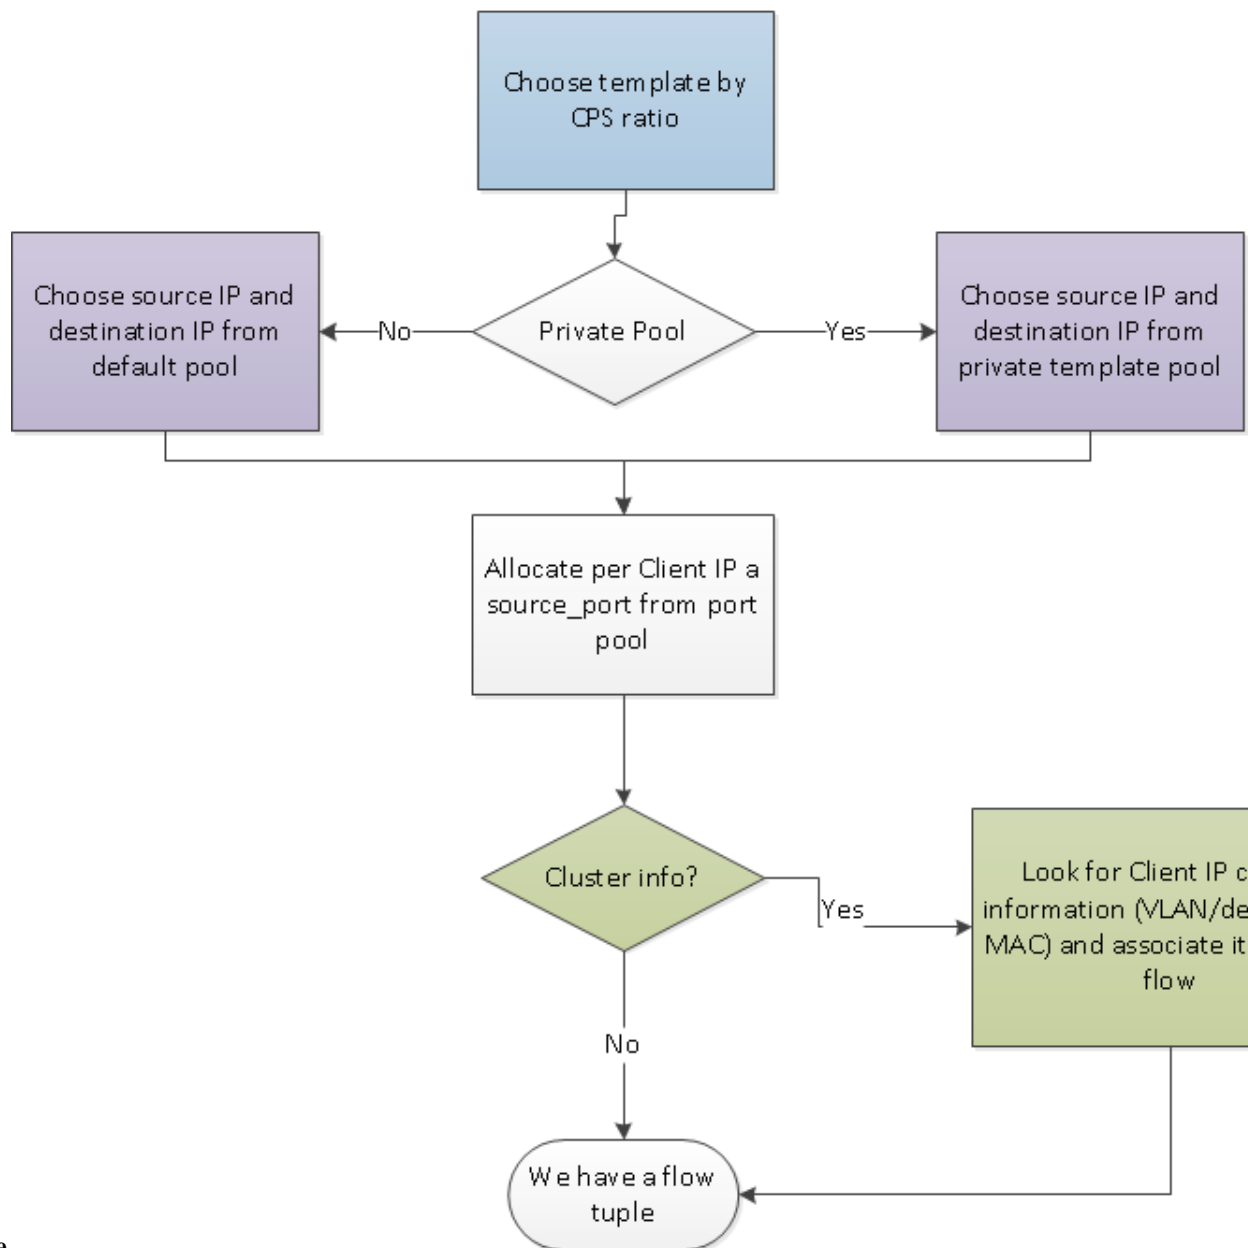 Choose template by
CPS ratio
Choose source IP and
destination IP from
default pool
No
Private Pool
Yes
Choose source IP and
destination IP from
private template pool
Allocate per Client IP a
source_port from port
pool
Cluster info?
Yes
Look for Client IP
information (VLAN/
MAC) and associate it
flow
No
We have a flow
tuple